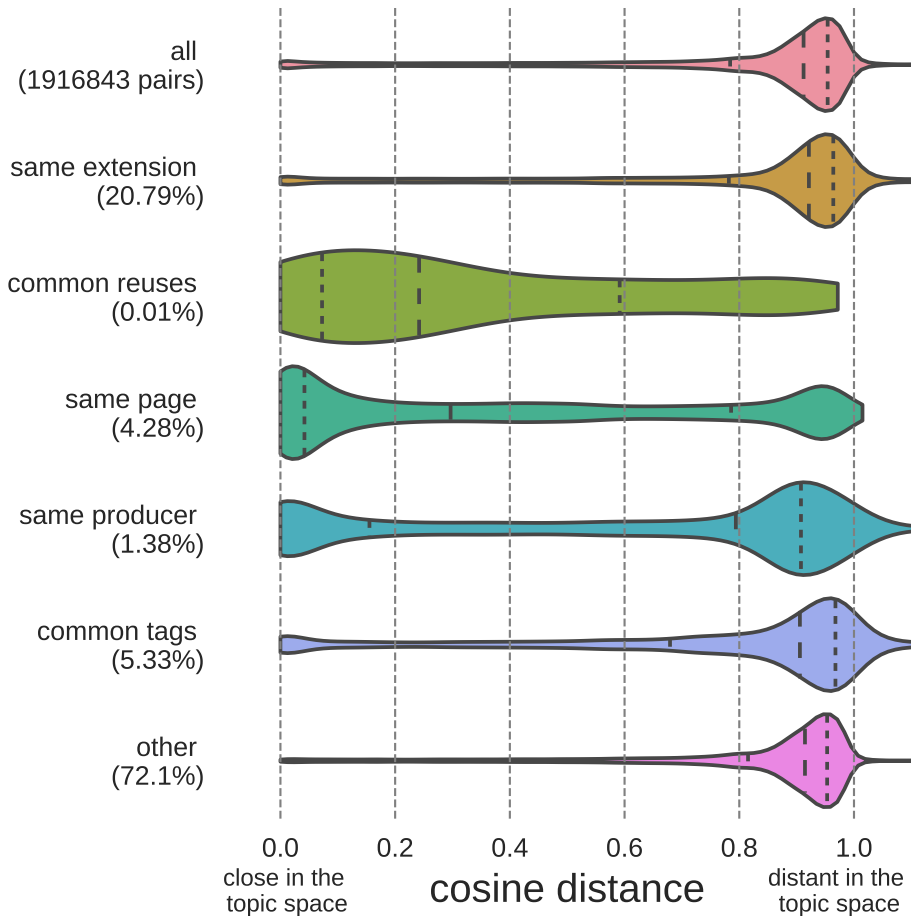 all
(1916843 pairs)
same extension
(20.79%)
common reuses
(0.01%)
same page
(4.28%)
same producer
(1.38%)
common tags
(5.33%)
other
(72.1%)
0.0 0.2 0.4 0.6 0.8 1.0
close in the
topic space
cosine distance
distant in the
topic space